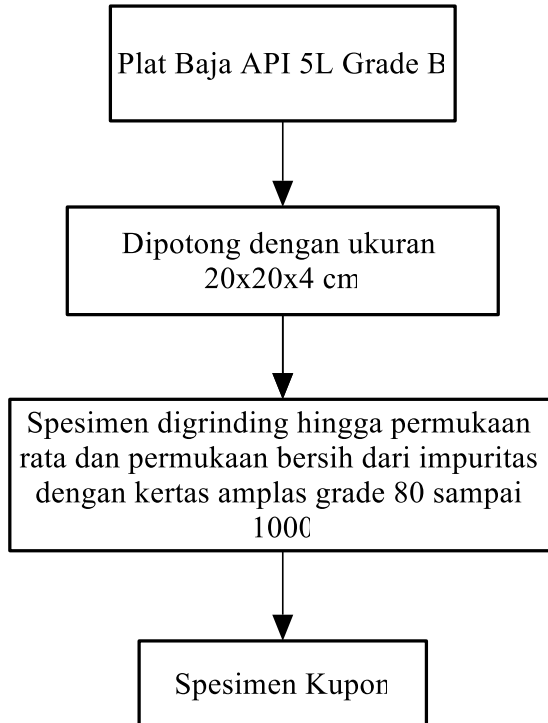 Plat Baja API 5L Grade B
Dipotong dengan ukuran
20x20x4 cm
Spesimen digrinding hingga permukaan
rata dan permukaan bersih dari impuritas
dengan kertas amplas grade 80 sampai
1000
Spesimen Kupon